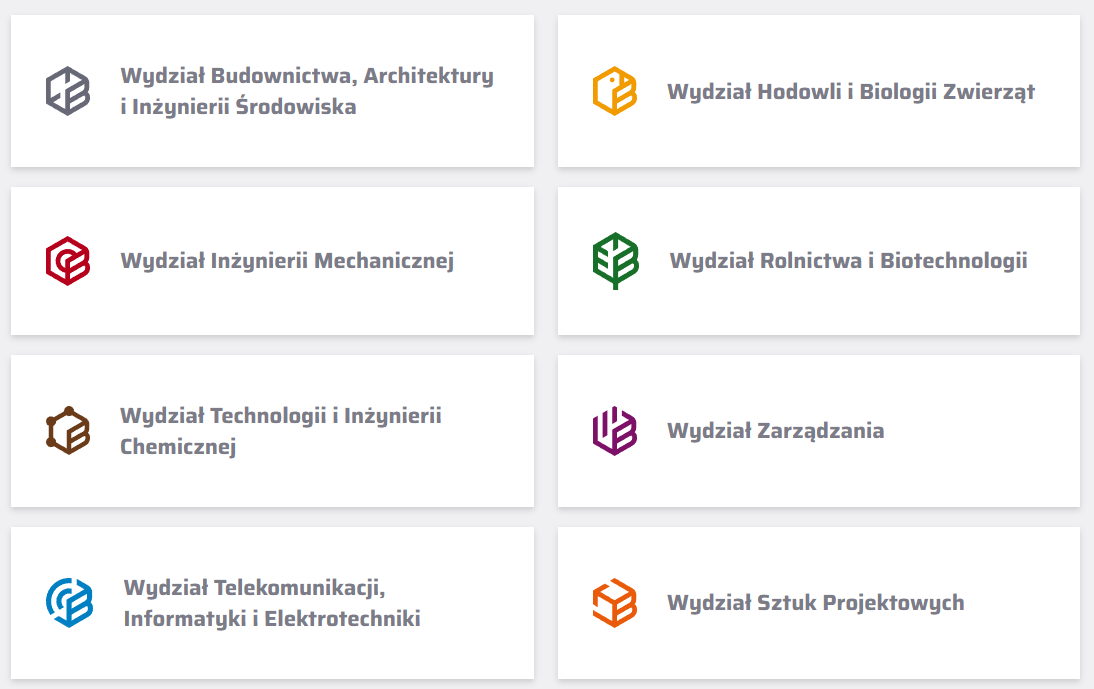 Wydział Budownictwa, Architektury
i Inżynierii Środowiska
Wydział Hodowli i Biologii Zwierząt
Wydział Inżynierii Mechanicznej
Wydział Rolnictwa i Biotechnologii
Wydział Technologii i Inżynierii
Chemicznej
Wydział Zarządzania
Wydział Telekomunikacji,
Informatyki i Elektrotechniki
Wydział Sztuk Projektowych